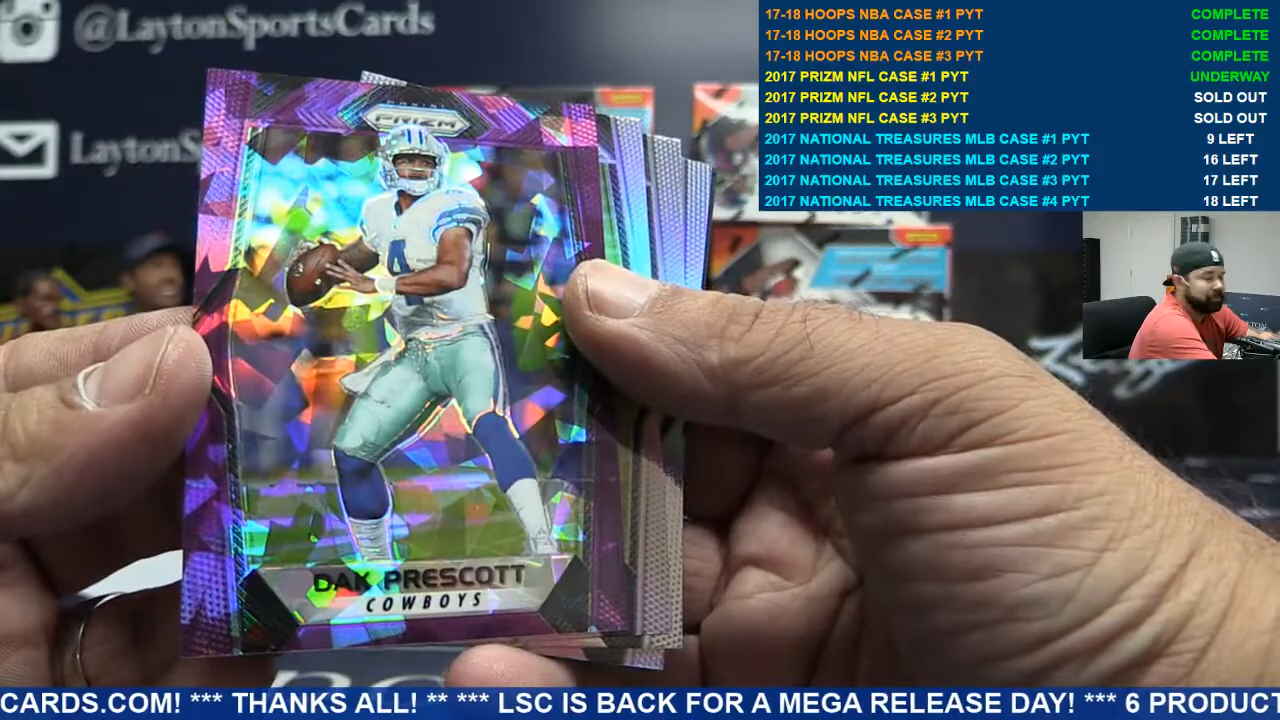 @LaytonSportsCards
LaytonS
17-18 HOOPS NBA CASE #1 PYT COMPLETE
17-18 HOOPS NBA CASE #2 PYT COMPLETE
17-18 HOOPS NBA CASE #3 PYT COMPLETE
2017 PRIZM NFL CASE #1 PYT UNDERWAY
2017 PRIZM NFL CASE #2 PYT SOLD OUT
2017 PRIZM NFL CASE #3 PYT SOLD OUT
2017 NATIONAL TREASURES MLB CASE #1 PYT 9 LEFT
2017 NATIONAL TREASURES MLB CASE #2 PYT 16 LEFT
2017 NATIONAL TREASURES MLB CASE #3 PYT 17 LEFT
2017 NATIONAL TREASURES MLB CASE #4 PYT 18 LEFT
PANINI
PRIZM
4
DAK PRESCOTT
COWBOYS
CARDS.COM! *** THANKS ALL! ** *** LSC IS BACK FOR A MEGA RELEASE DAY! *** 6 PRODUCT